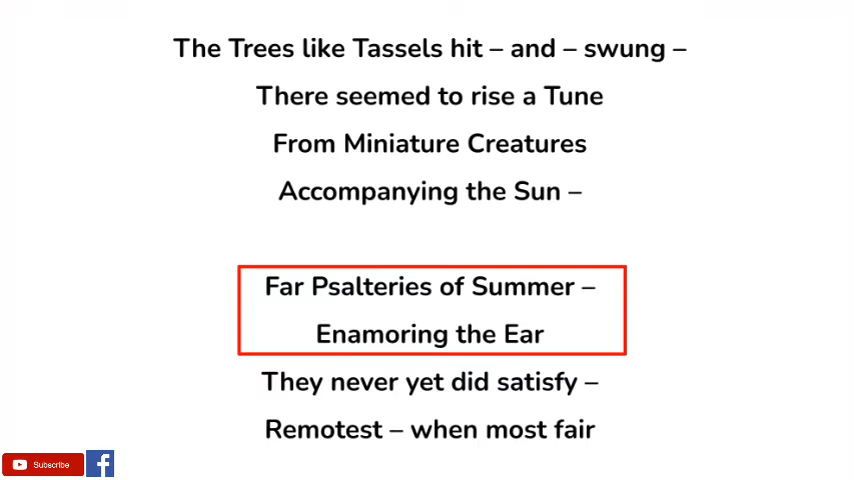 The Trees like Tassels hit – and – swung –
There seemed to rise a Tune
From Miniature Creatures
Accompanying the Sun –
Far Psalteries of Summer –
Enamoring the Ear
They never yet did satisfy –
Remotest – when most fair
Subscribe
f